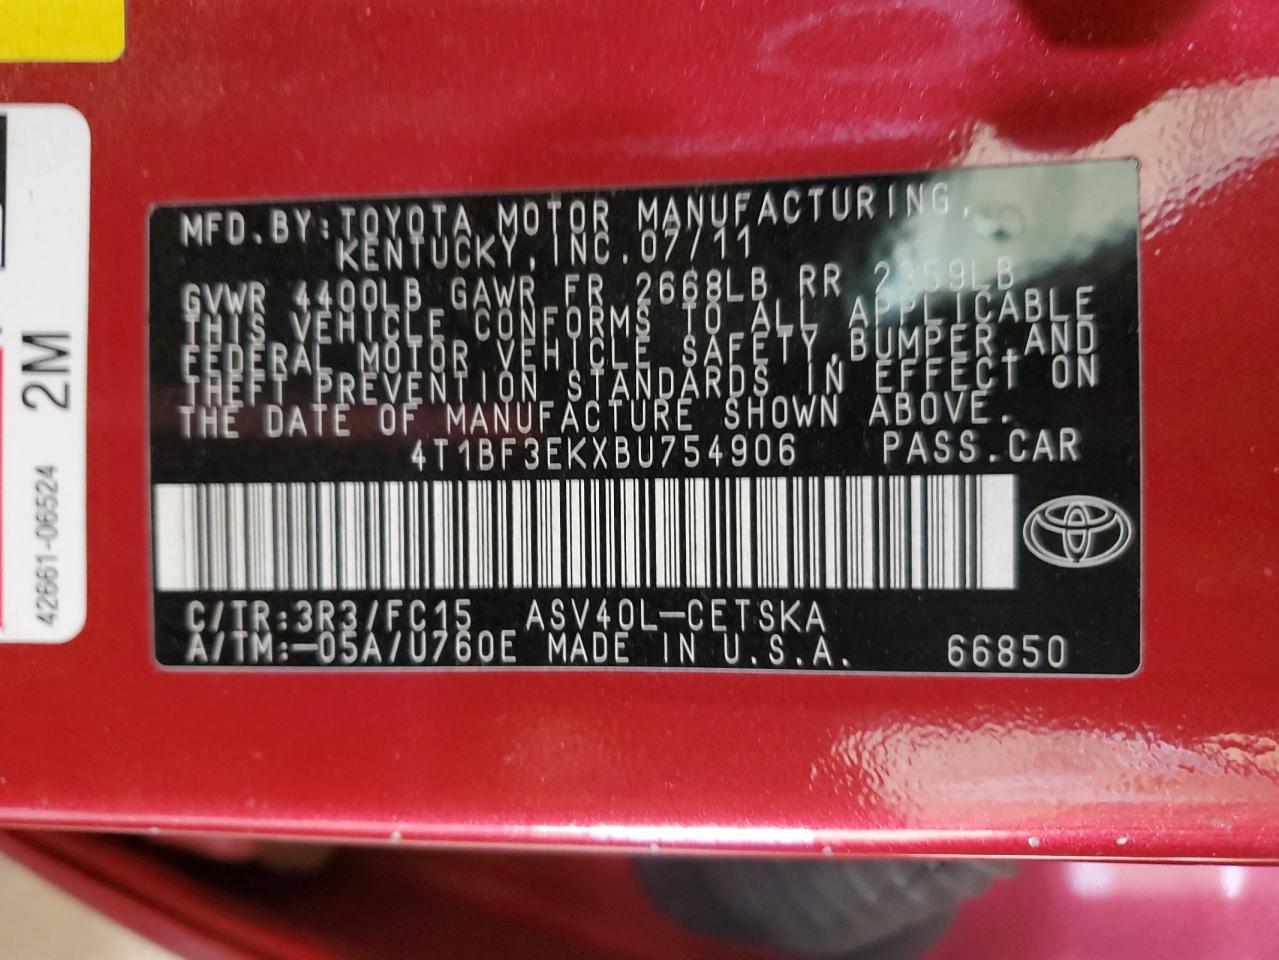 MFD.BY:TOYOTA MOTOR MANUFACTURING,
KENTUCKY,INC.07/11
GVWR 4400LB GAWR FR 2668LB RR 2359LB
THIS VEHICLE CONFORMS TO ALL APPLICABLE
FEDERAL MOTOR VEHICLE SAFETY,BUMPER,AND
THEFT PREVENTION STANDARDS IN EFFECT ON
THE DATE OF MANUFACTURE SHOWN ABOVE.
4T1BF3EKXBU754906 PASS.CAR
C/TR:3R3/FC15 ASV40L-CETSKA
A/TM:-05A/U760E MADE IN U.S.A. 66850
42661-06524 2M